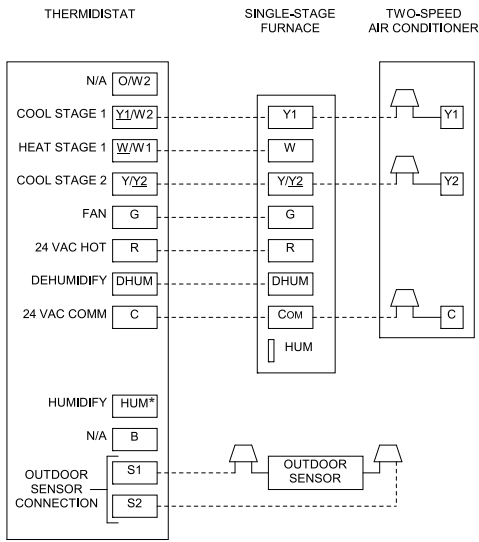 THERMIDISTAT SINGLE-STAGE FURNACE TWO-SPEED AIR CONDITIONER
N/A O/W2
COOL STAGE 1 Y1/W2 Y1 Y1
HEAT STAGE 1 W/W1 W
COOL STAGE 2 Y/Y2 Y/Y2 Y2
FAN G G
24 VAC HOT R R
DEHUMIDIFY DHUM DHUM
24 VAC COMM C COM C
HUM
HUMIDIFY HUM*
N/A B
OUTDOOR SENSOR CONNECTION S1 S2
OUTDOOR SENSOR